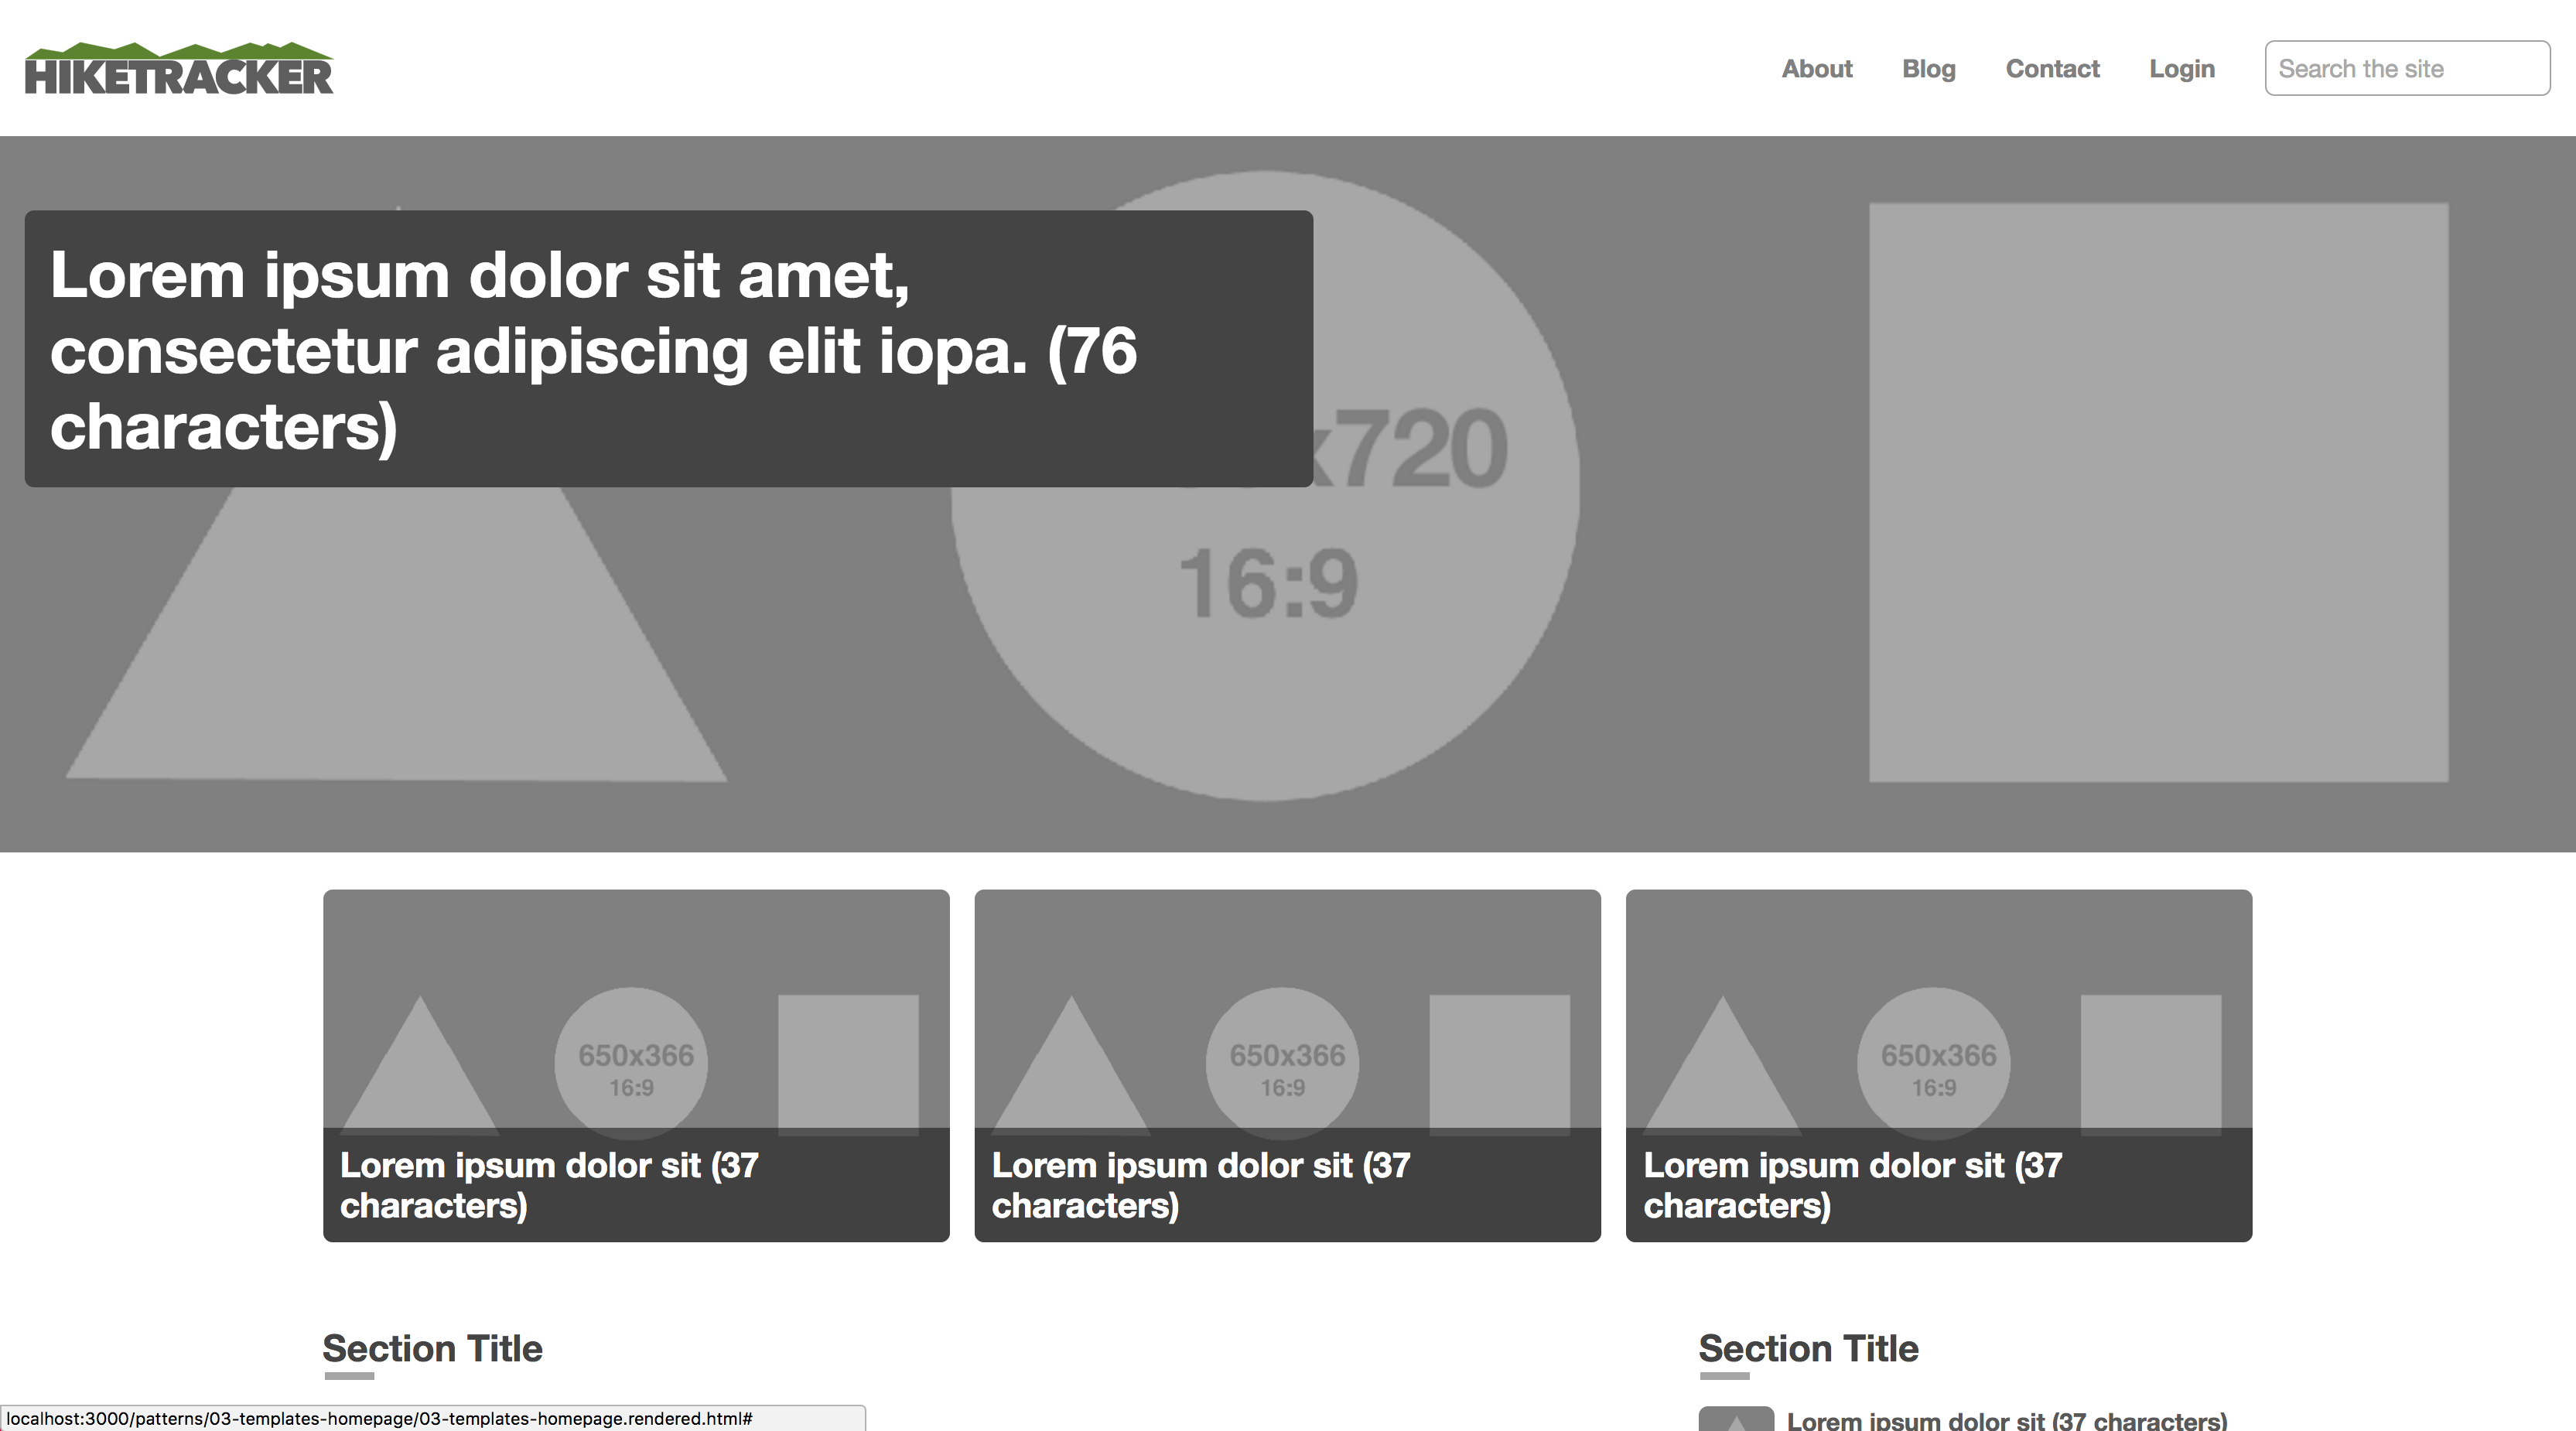 HIKETRACKER
About Blog Contact Login Search the site
Lorem ipsum dolor sit amet,
consectetur adipiscing elit iopa. (76
characters)
x720
16:9
650x366
16:9
Lorem ipsum dolor sit (37
characters)
650x366
16:9
Lorem ipsum dolor sit (37
characters)
650x366
16:9
Lorem ipsum dolor sit (37
characters)
Section Title
Section Title
Lorem ipsum dolor sit (37 characters)
localhost:3000/patterns/03-templates-homepage/03-templates-homepage.rendered.html#